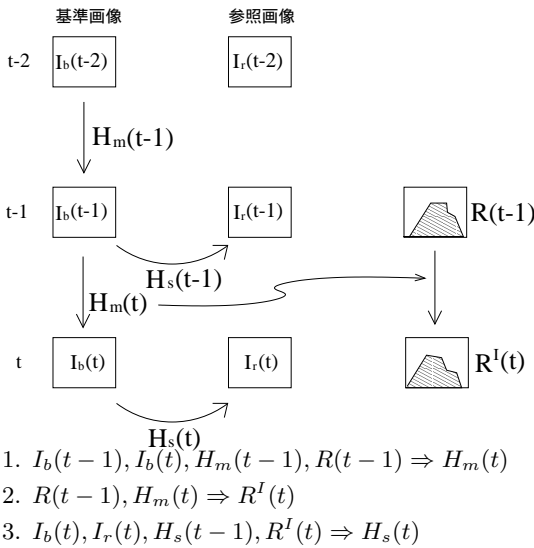 基準画像 参照画像
t-2 I_b(t-2) I_r(t-2)
H_m(t-1)
t-1 I_b(t-1) I_r(t-1) R(t-1)
H_s(t-1)
H_m(t)
t I_b(t) I_r(t) R^I(t)
H_s(t)
1. I_b(t − 1), I_b(t), H_m(t − 1), R(t − 1) ⇒ H_m(t)
2. R(t − 1), H_m(t) ⇒ R^I(t)
3. I_b(t), I_r(t), H_s(t − 1), R^I(t) ⇒ H_s(t)